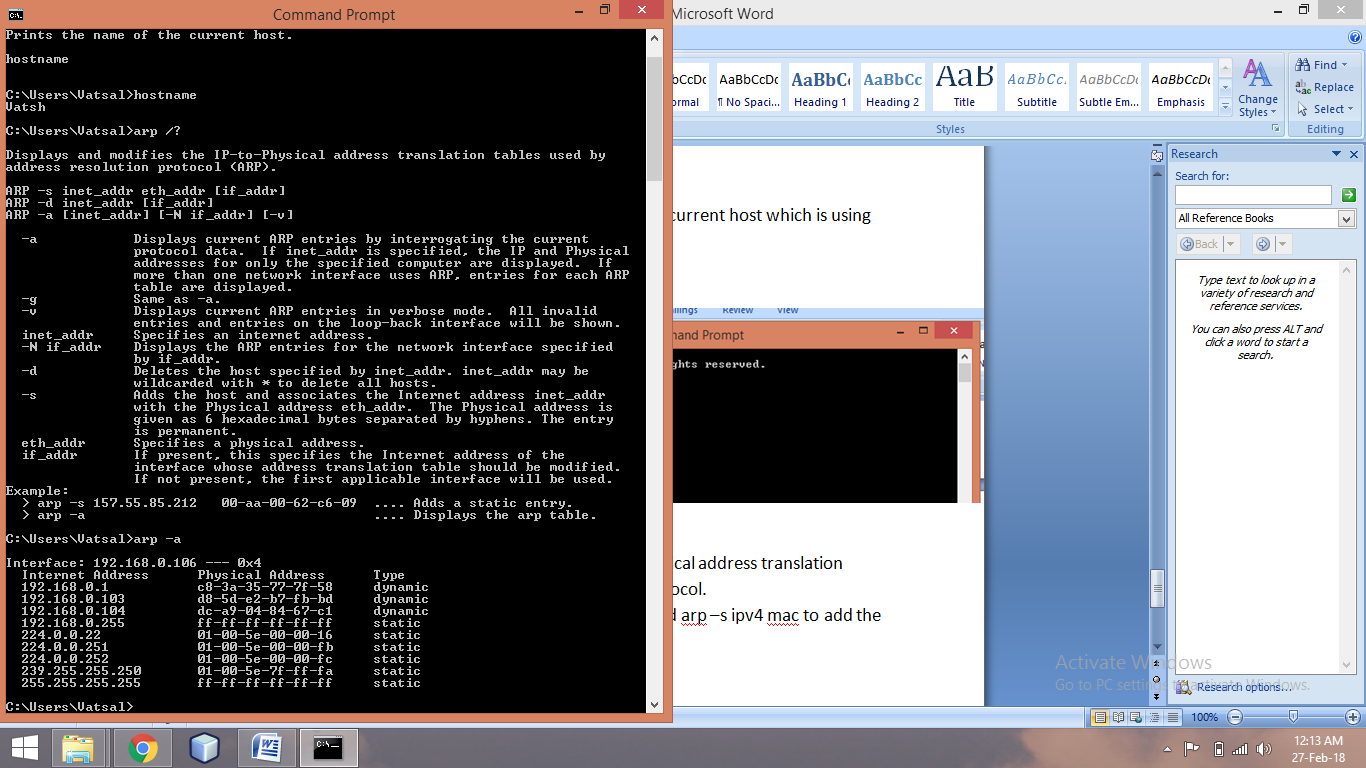 Command Prompt
Prints the name of the current host.
hostname
C:\Users\Vatsal>hostname
Vatsh
C:\Users\Vatsal>arp /?
Displays and modifies the IP-to-Physical address translation tables used by
address resolution protocol (ARP).
ARP -s inet_addr eth_addr [if_addr]
ARP -d inet_addr [if_addr]
ARP -a [inet_addr] [-N if_addr] [-v]
-a Displays current ARP entries by interrogating the current
protocol data. If inet_addr is specified, the IP and Physical
addresses for only the specified computer are displayed. If
more than one network interface uses ARP, entries for each ARP
table are displayed.
-g Same as -a.
-v Displays current ARP entries in verbose mode. All invalid
entries and entries on the loop-back interface will be shown.
inet_addr Specifies an internet address.
-N if_addr Displays the ARP entries for the network interface specified
by if_addr.
-d Deletes the host specified by inet_addr. inet_addr may be
wildcarded with * to delete all hosts.
-s Adds the host and associates the Internet address inet_addr
with the Physical address eth_addr. The Physical address is
given as 6 hexadecimal bytes separated by hyphens. The entry
is permanent.
eth_addr Specifies a physical address.
if_addr If present, this specifies the Internet address of the
interface whose address translation table should be modified.
If not present, the first applicable interface will be used.
Example:
> arp -s 157.55.85.212 00-aa-00-62-c6-09 .... Adds a static entry.
> arp -a .... Displays the arp table.
C:\Users\Vatsal>arp -a
Interface: 192.168.0.106 --- 0x4
Internet Address Physical Address Type
192.168.0.1 c8-3a-35-77-7f-58 dynamic
192.168.0.103 d8-5d-e2-b7-fb-bd dynamic
192.168.0.104 dc-a9-04-84-67-c1 dynamic
192.168.0.255 ff-ff-ff-ff-ff-ff static
224.0.0.22 01-00-5e-00-00-16 static
224.0.0.251 01-00-5e-00-00-fb static
224.0.0.252 01-00-5e-00-00-fc static
239.255.255.250 01-00-5e-7f-ff-fa static
255.255.255.255 ff-ff-ff-ff-ff-ff static
C:\Users\Vatsal>
Microsoft Word
bCcDc AaBbCcDc AaBbC( AaBbCc AaB AaBbCc. AaBbCcDc AaBbCcDc
ormal ¶ No Spaci... Heading 1 Heading 2 Title Subtitle Subtle Em... Emphasis
Change Styles
Find
Replace
Select
Styles
Editing
current host which is using
ilings Review View
mand Prompt
ghts reserved.
cal address translation
ocol.
d arp –s ipv4 mac to add the
Research
Search for:
All Reference Books
Back
Type text to look up in a
variety of research and
reference services.
You can also press ALT and
click a word to start a
search.
Activate Windows
Go to PC settings to activate Windows.
Research options...
100%
12:13 AM
27-Feb-18